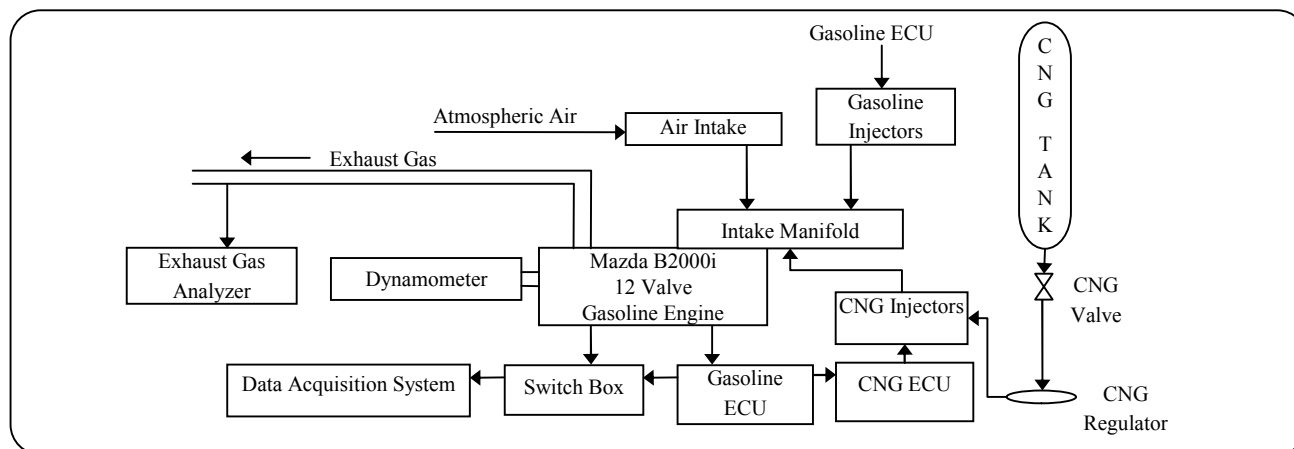 Gasoline ECU
C
N
G
T
A
N
K
Gasoline
Injectors
Atmospheric Air
Air Intake
Exhaust Gas
Intake Manifold
Exhaust Gas
Analyzer
Dynamometer
Mazda B2000i
12 Valve
Gasoline Engine
CNG
Valve
CNG Injectors
Data Acquisition System
Switch Box
Gasoline
ECU
CNG ECU
CNG
Regulator